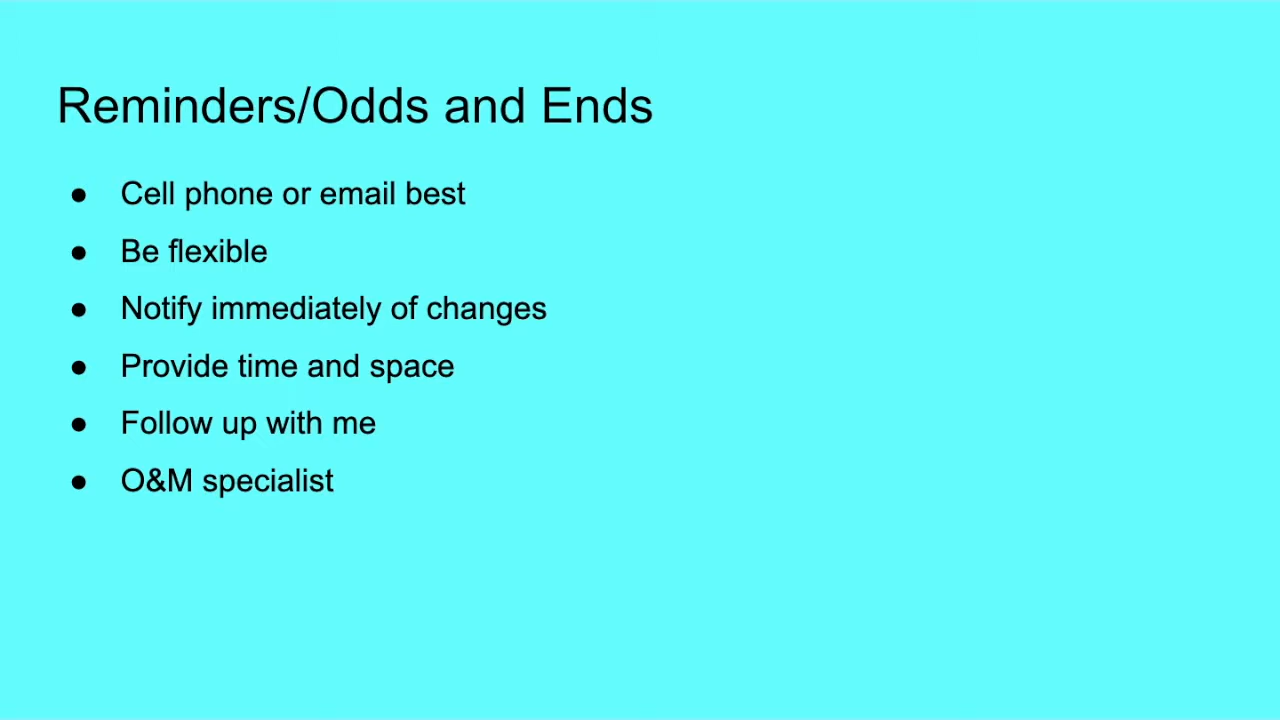 Reminders/Odds and Ends
● Cell phone or email best
● Be flexible
● Notify immediately of changes
● Provide time and space
● Follow up with me
● O&M specialist